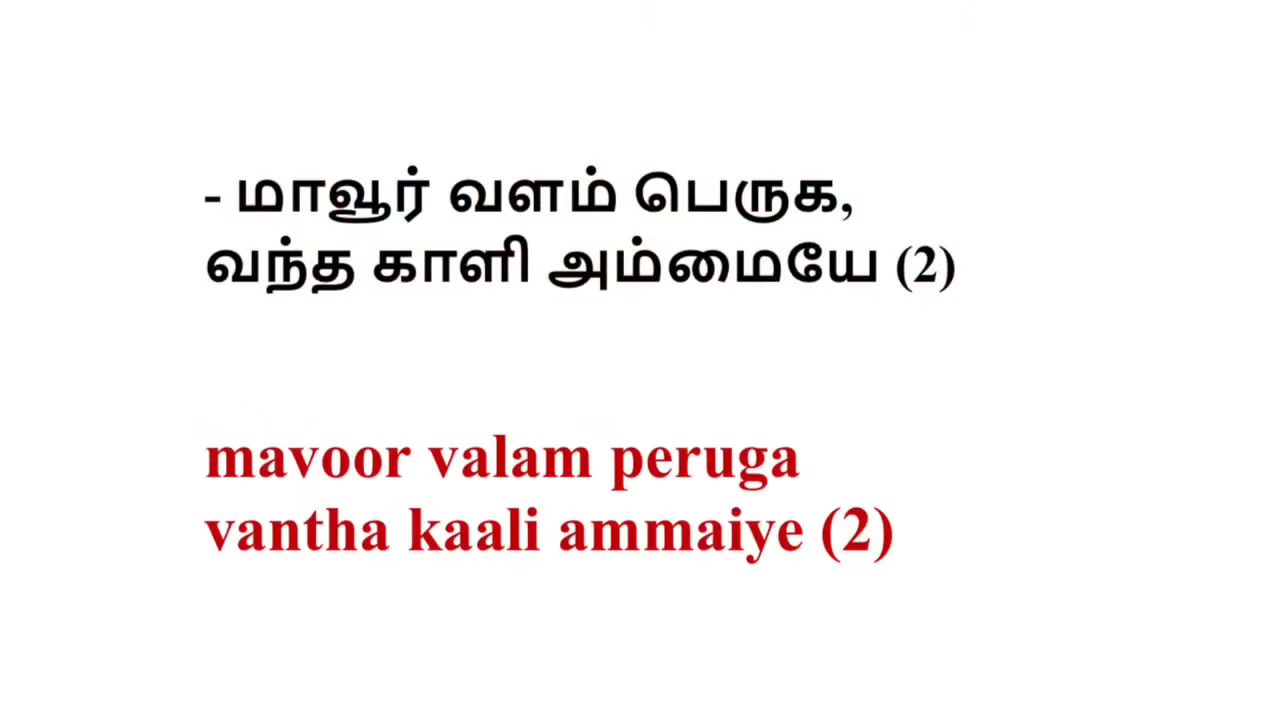 - மாவூர் வளம் பெருக,
வந்த காளி அம்மையே (2)
mavoor valam peruga
vantha kaali ammaiye (2)